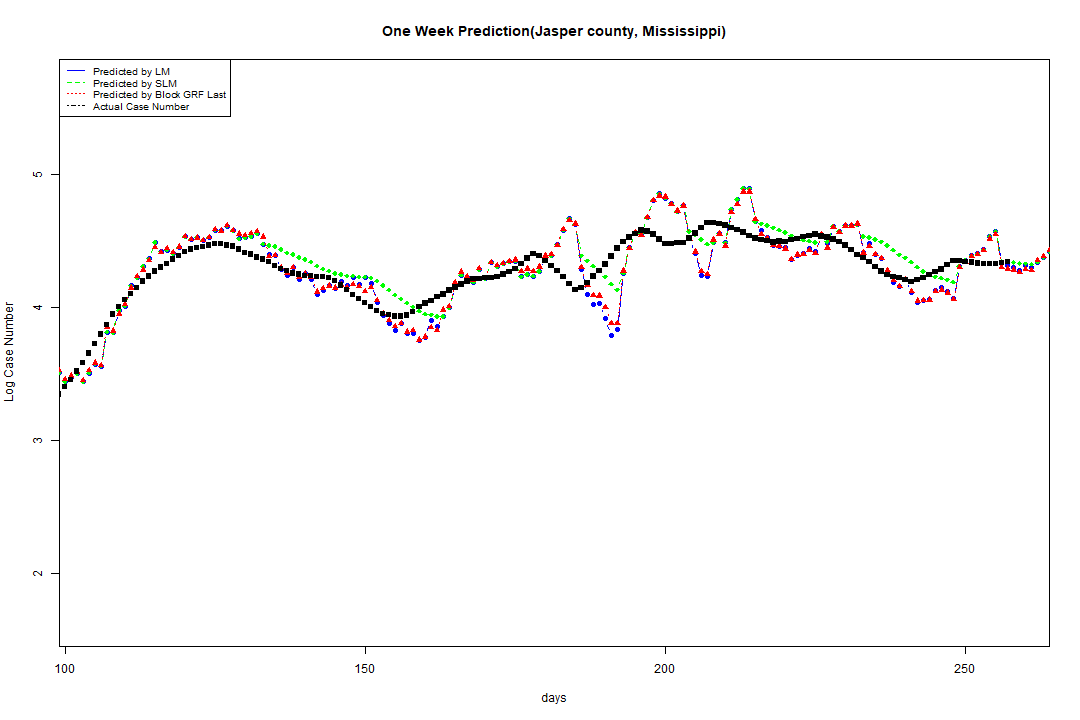 One Week Prediction(Jasper county, Mississippi)
Predicted by LM
Predicted by SLM
Predicted by Block GRF Last
Actual Case Number
5
4
3
2
Log Case Number
100 150 200 250
days